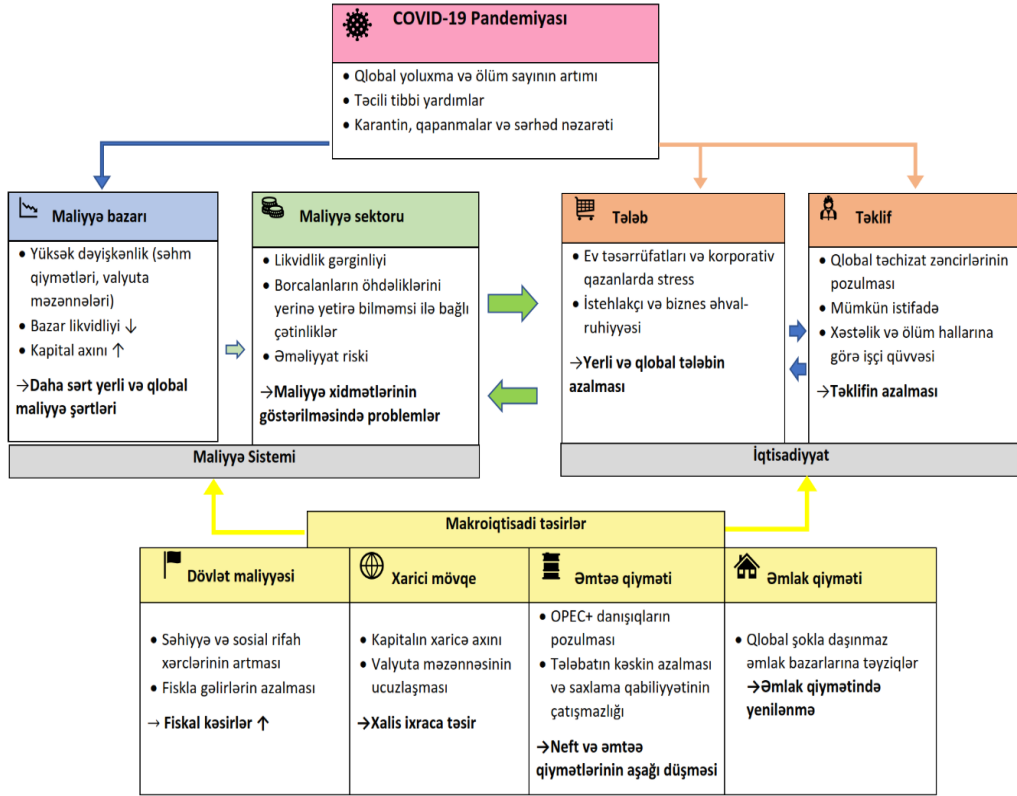 COVID-19 Pandemiyası
• Qlobal yoluxma və ölüm sayının artımı
• Təcili tibbi yardımlar
• Karantin, qapanmalar və sərhəd nəzarəti
Maliyyə bazarı
• Yüksək dəyişkənlik (səhm
qiymətləri, valyuta
məzənnələri)
• Bazar likvidliyi ↓
• Kapital axını ↑
→Daha sərt yerli və qlobal
maliyyə şərtləri
Maliyyə sektoru
• Likvidlik gərginliyi
• Borcalanların öhdəliklərini
yerinə yetirə bilməmsi ilə bağlı
çətinliklər
• Əməliyyat riski
→Maliyyə xidmətlərinin
göstərilməsində problemlər
Maliyyə Sistemi
Tələb
• Ev təsərrüfatları və korporativ
qazanlarda stress
• İstehlakçı və biznes əhval-
ruhiyyəsi
→Yerli və qlobal tələbin
azalması
Təklif
• Qlobal təchizat zəncirlərinin
pozulması
• Mümkün istifadə
• Xəstəlik və ölüm hallarına
görə işçi qüvvəsi
→Təklifin azalması
İqtisadiyyat
Makroiqtisadi təsirlər
Dövlət maliyyəsi
• Səhiyyə və sosial rifah
xərclərinin artması
• Fiskla gəlirlərin azalması
→ Fiskal kəsirlər ↑
Xarici mövqe
• Kapitalın xaricə axını
• Valyuta məzənnəsinin
ucuzlaşması
→Xalis ixraca təsir
Əmtəə qiyməti
• OPEC+ danışıqların
pozulması
• Tələbatın kəskin azalması
və saxlama qabiliyyətinin
çatışmazlığı
→Neft və əmtəə
qiymətlərinin aşağı düşməsi
Əmlak qiyməti
• Qlobal şokla daşınmaz
əmlak bazarlarına təyziqlər
→Əmlak qiymətində
yenilənmə